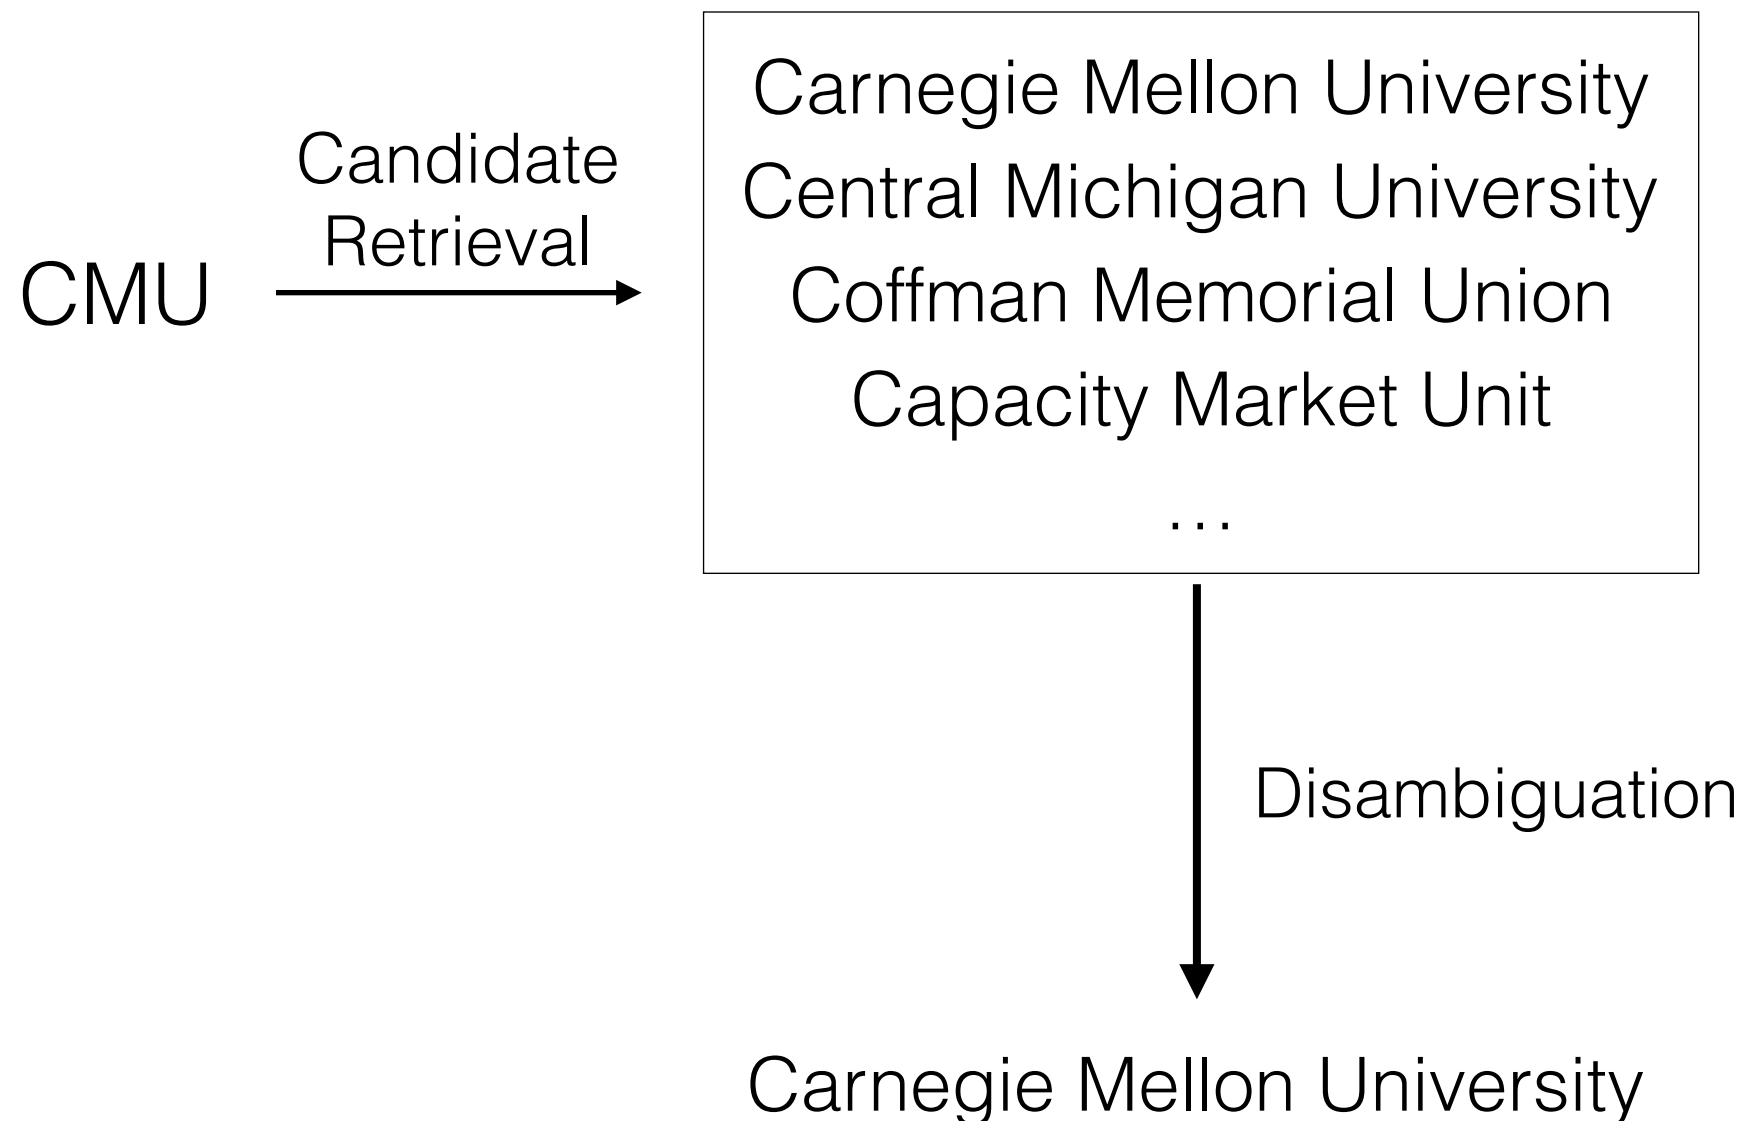 CMU
Candidate
Retrieval
Carnegie Mellon University
Central Michigan University
Coffman Memorial Union
Capacity Market Unit
...
Disambiguation
Carnegie Mellon University